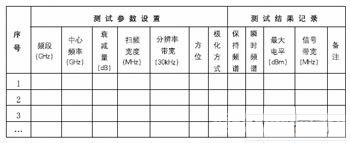 测试参数设置
测试结果记录
序号
频段
(GHz)
中心
频率
(GHz)
衰
减
量
(dB)
扫频
宽度
(MHz)
分辨率
带宽
(30kHz)
方
位
极
化
方
式
保
持
频
谱
瞬
时
频
谱
最大
电平
(dBm)
信号
带宽
(MHz)
备
注
1
2
3
...